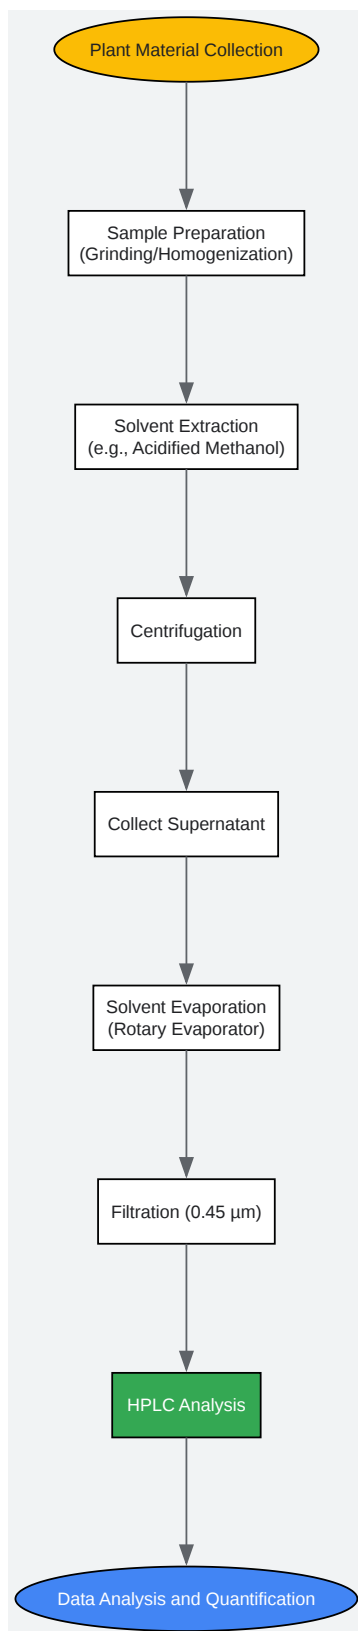 Plant Material Collection
Sample Preparation
(Grinding/Homogenization)
Solvent Extraction
(e.g., Acidified Methanol)
Centrifugation
Collect Supernatant
Solvent Evaporation
(Rotary Evaporator)
Filtration (0.45 µm)
HPLC Analysis
Data Analysis and Quantification